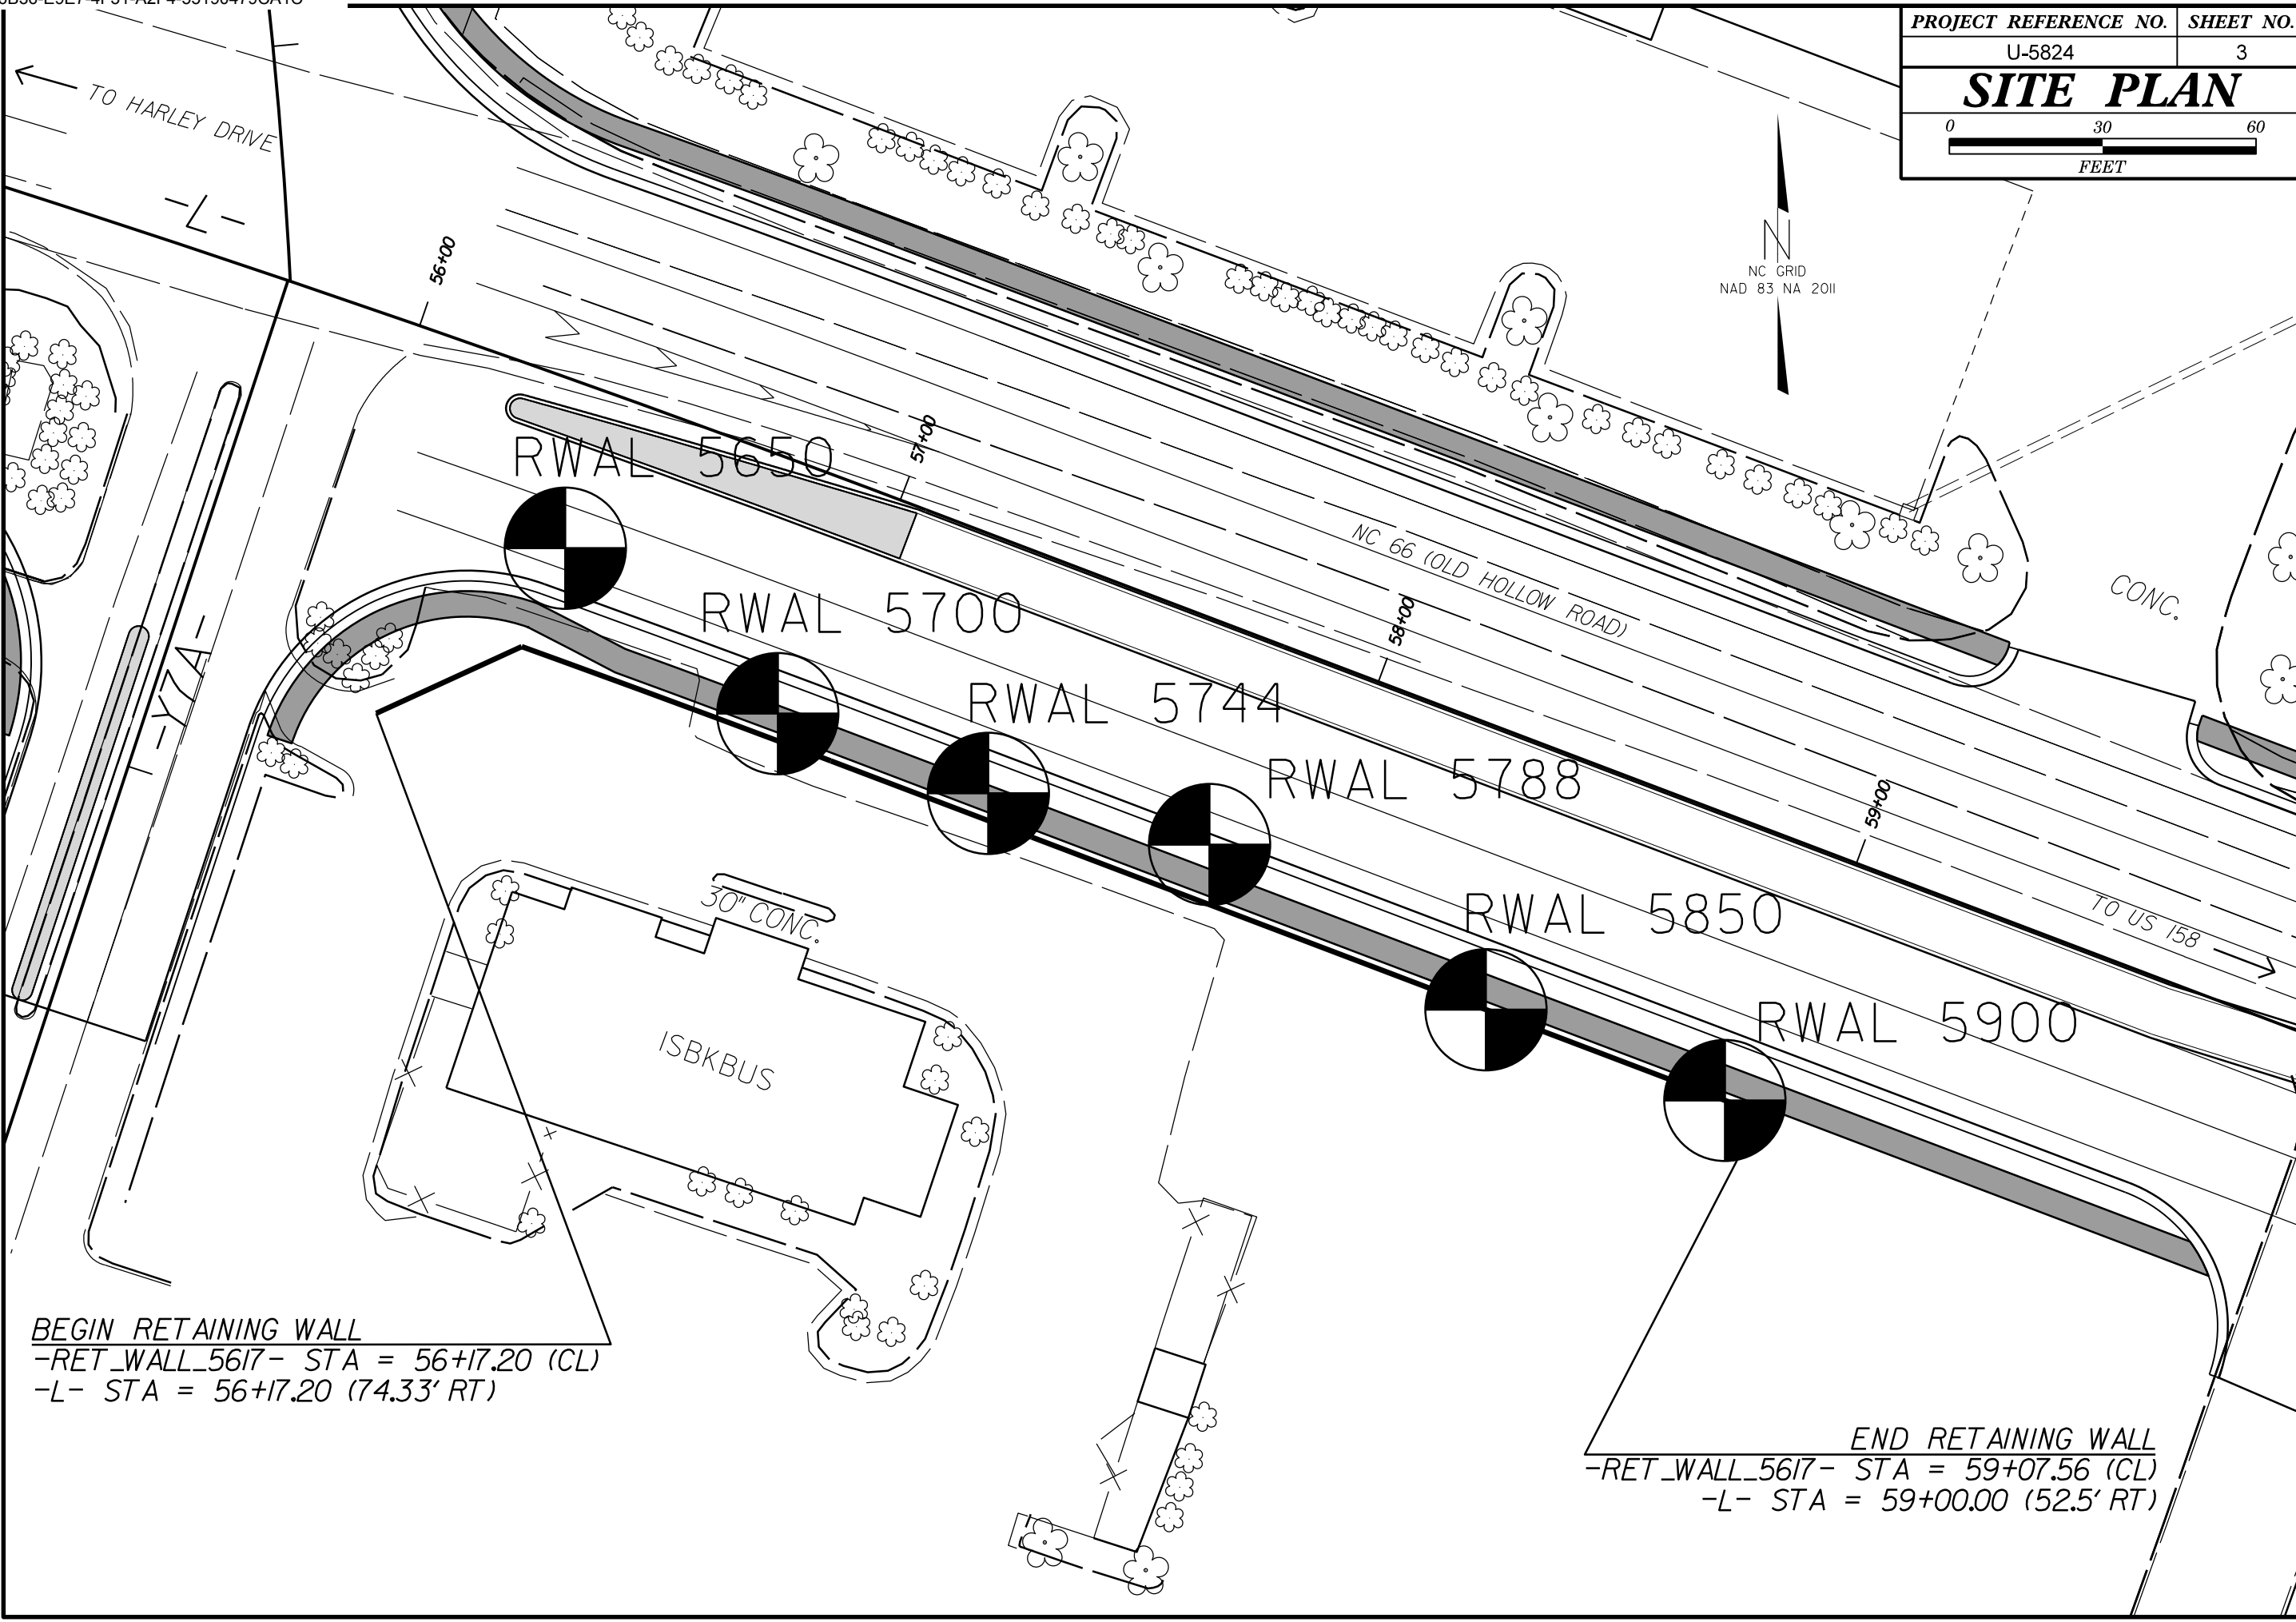 PROJECT REFERENCE NO. SHEET NO.
U-5824 3
SITE PLAN
0 30 60
FEET
TO HARLEY DRIVE
-L-
56+00
N
NC GRID
NAD 83 NA 2011
RWAL 5650
57+00
NC 66 (OLD HOLLOW ROAD)
CONC.
RWAL 5700
58+00
-Y7A-
RWAL 5744
RWAL 5788
59+00
30" CONC.
RWAL 5850
TO US 158
RWAL 5900
ISBKBUS
BEGIN RETAINING WALL
-RET_WALL_5617- STA = 56+17.20 (CL)
-L- STA = 56+17.20 (74.33' RT)
END RETAINING WALL
-RET_WALL_5617- STA = 59+07.56 (CL)
-L- STA = 59+00.00 (52.5' RT)